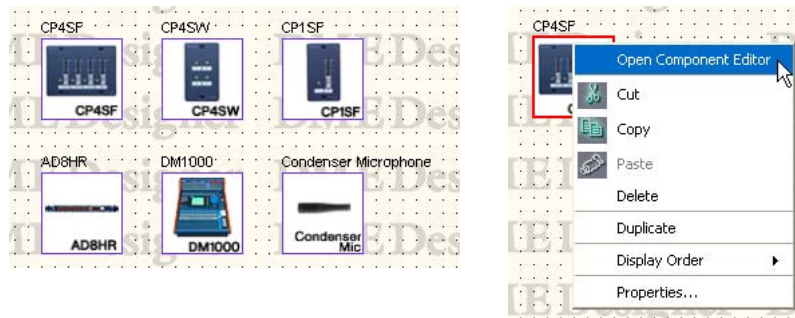 CP4SF CP4SW CP1SF
CP4SF CP4SW CP1SF
AD8HR DM1000 Condenser Microphone
AD8HR DM1000 Condenser
Mic
CP4SF
Open Component Editor
Cut
Copy
Paste
Delete
Duplicate
Display Order
Properties...